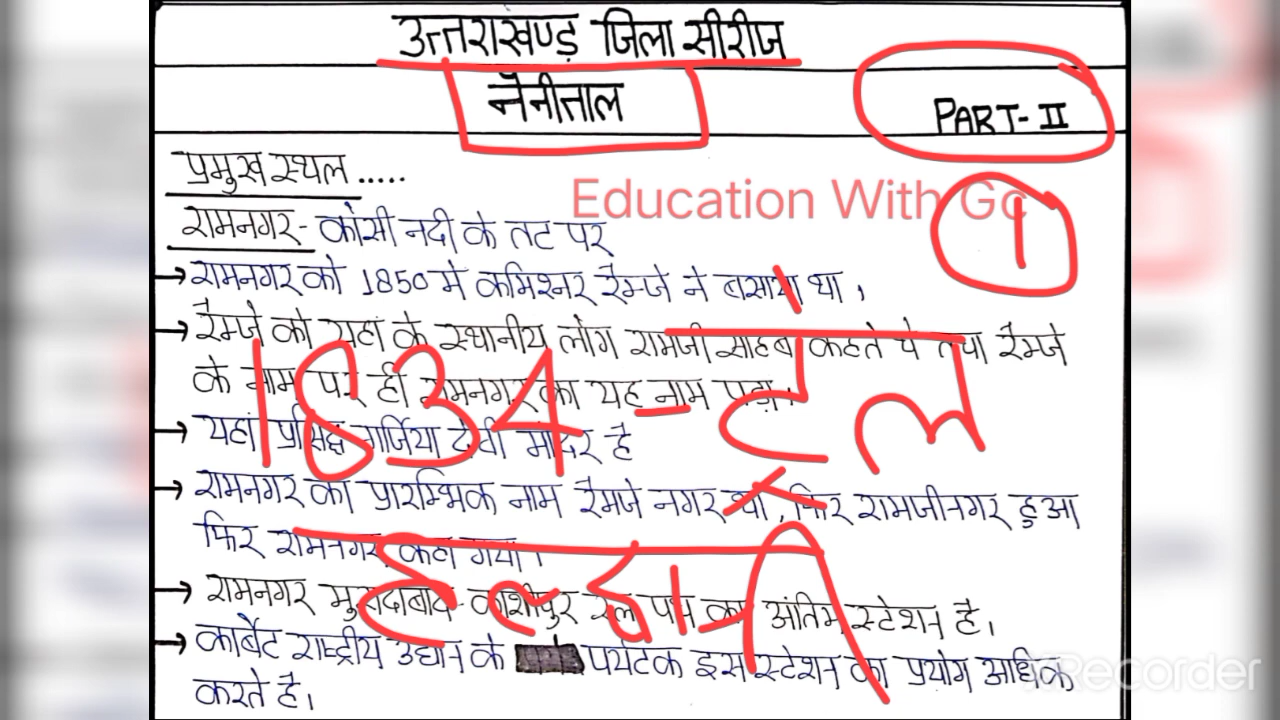 उत्तराखण्ड जिला सीरीज
नैनीताल
PART-II
प्रमुख स्थल .....
Education With Gc
1
रामनगर- कोसी नदी के तट पर
→ रामनगर को 1850 मे कमिश्नर रैम्जे ने बसाया था।
→ रैम्जे को यहां के स्थानीय लोग रामजी साहब कहते थे तथा रैम्जे
के नाम पर ही रामनगर का यह नाम पड़ा।
1834 - ट्रेल
→ यहां प्रसिद्ध गर्जिया देवी मंदिर है
→ रामनगर का प्रारम्भिक नाम रैमजे नगर था, फिर रामजीनगर हुआ
फिर रामनगर कहा गया।
हल्द्वानी
→ रामनगर मुरादाबाद- काशीपुर रेल पथ का अंतिम स्टेशन है।
→ कार्बेट राष्ट्रीय उद्यान के पर्यटक इस स्टेशन का प्रयोग अधिक
करते है।
XRecorder